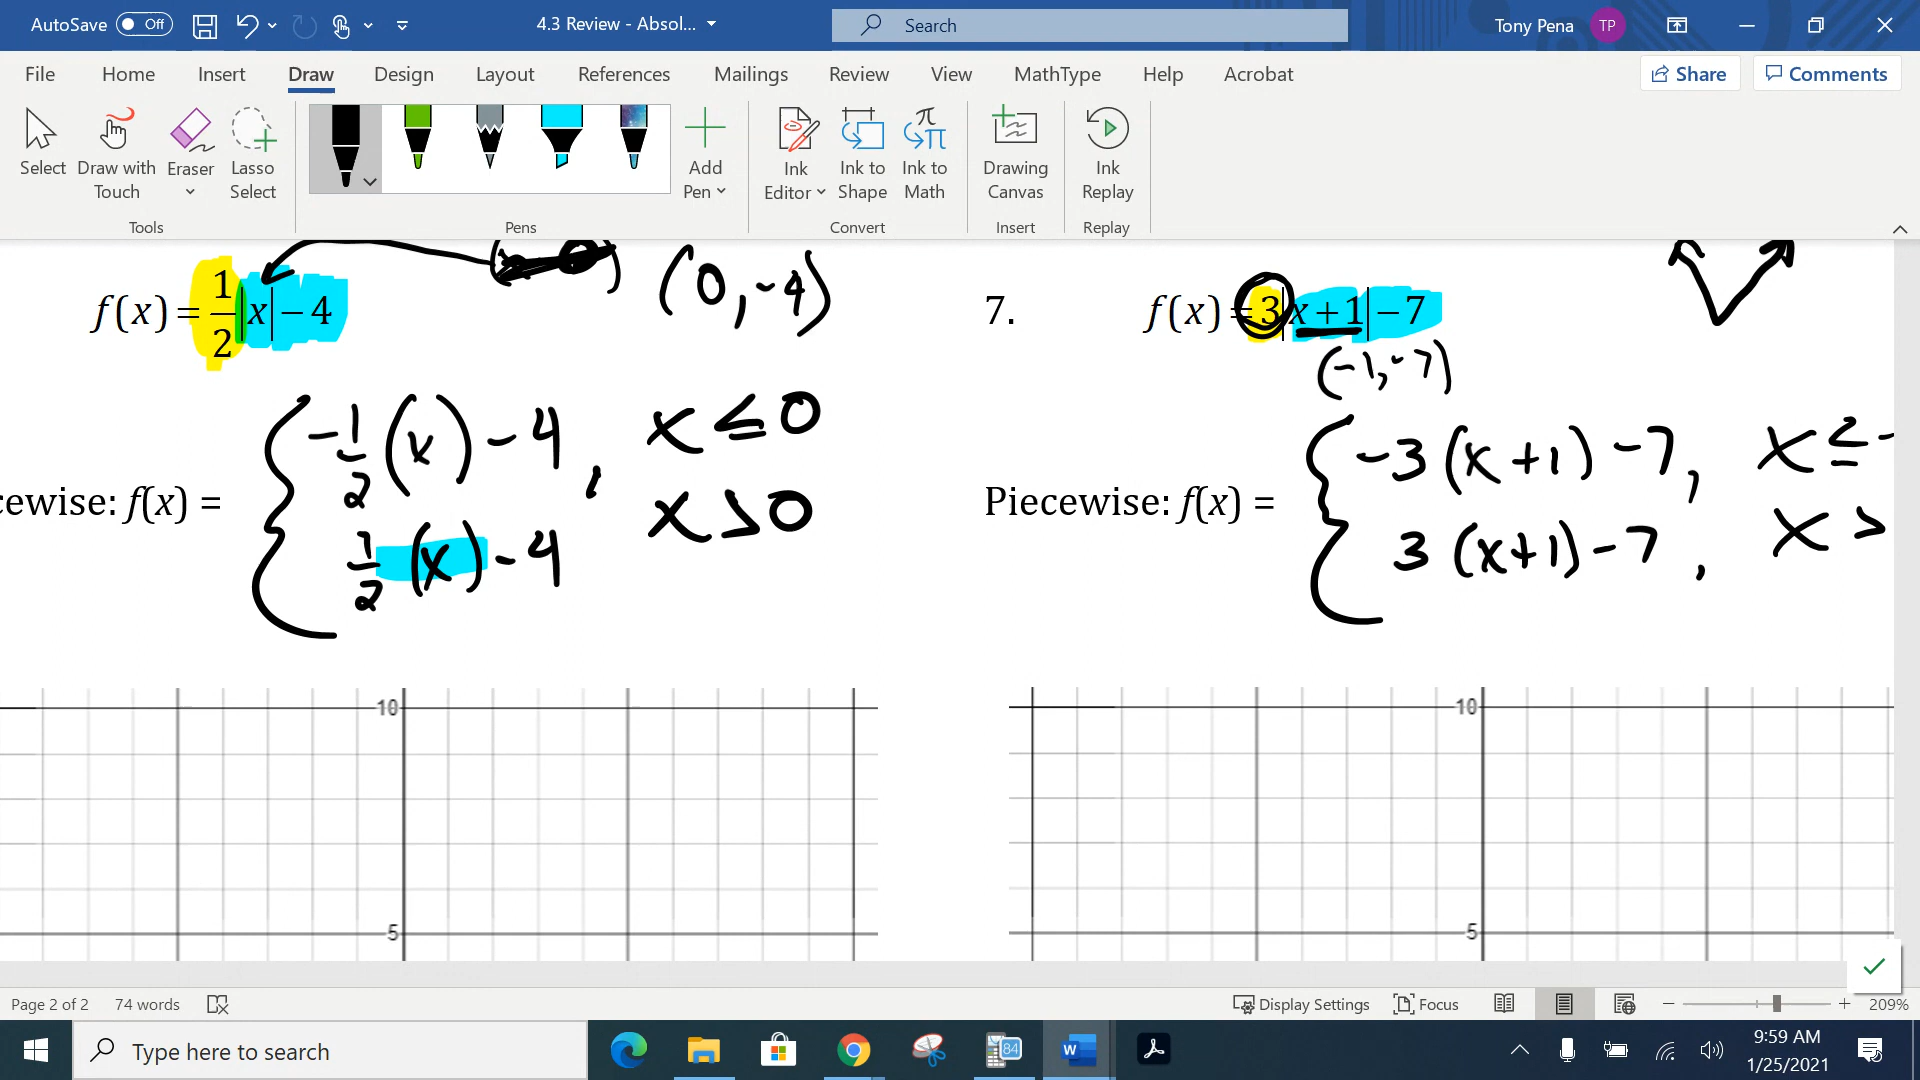 AutoSave Off 4.3 Review - Absol... Search Tony Pena TP
File Home Insert Draw Design Layout References Mailings Review View MathType Help Acrobat Share Comments
Select Draw with Touch Eraser Lasso Select Add Pen Ink Editor Ink to Shape Ink to Math Drawing Canvas Ink Replay
Tools Pens Convert Insert Replay
f(x) = 1/2|x| − 4 (0, -4) 7. f(x) = 3|x + 1| − 7
(-1, -7)
-1/2 (x) - 4, x ≤ 0 -3 (x+1) - 7, x ≤ -
cewise: f(x) = { Piecewise: f(x) = {
1/2 (x) - 4 x > 0 3 (x+1) - 7, x >
10 10
5 5
Page 2 of 2 74 words Display Settings Focus 209%
Type here to search 84 9:59 AM
1/25/2021